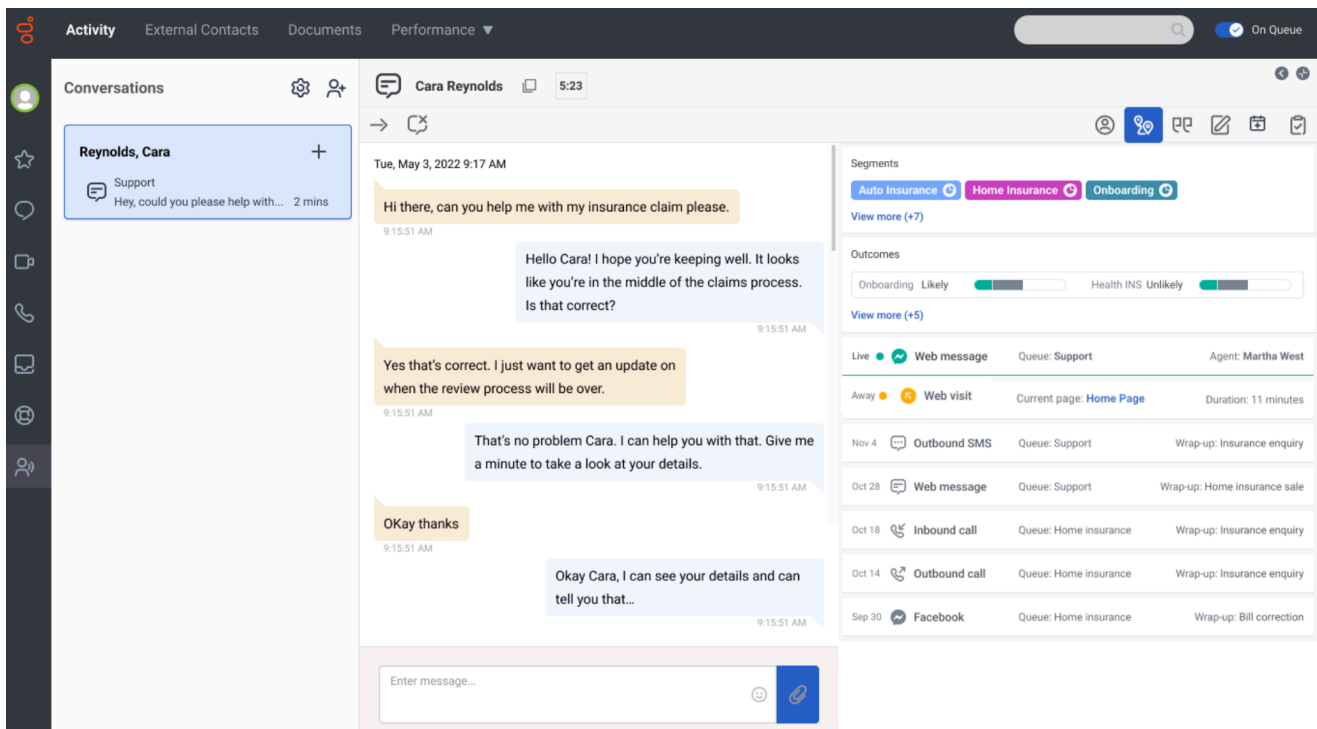 Activity
External Contacts
Documents
Performance
On Queue
Conversations
Reynolds, Cara
Support
Hey, could you please help with... 2 mins
Cara Reynolds
5:23
Tue, May 3, 2022 9:17 AM
Hi there, can you help me with my insurance claim please.
9:15:51 AM
Hello Cara! I hope you're keeping well. It looks
like you're in the middle of the claims process.
Is that correct?
9:15:51 AM
Yes that's correct. I just want to get an update on
when the review process will be over.
9:15:51 AM
That's no problem Cara. I can help you with that. Give me
a minute to take a look at your details.
9:15:51 AM
OKay thanks
9:15:51 AM
Okay Cara, I can see your details and can
tell you that...
9:15:51 AM
Enter message...
Segments
Auto Insurance
Home Insurance
Onboarding
View more (+7)
Outcomes
Onboarding Likely
Health INS Unlikely
View more (+5)
Live Web message Queue: Support Agent: Martha West
Away Web visit Current page: Home Page Duration: 11 minutes
Nov 4 Outbound SMS Queue: Support Wrap-up: Insurance enquiry
Oct 28 Web message Queue: Support Wrap-up: Home insurance sale
Oct 18 Inbound call Queue: Home insurance Wrap-up: Insurance enquiry
Oct 14 Outbound call Queue: Home insurance Wrap-up: Insurance enquiry
Sep 30 Facebook Queue: Home insurance Wrap-up: Bill correction